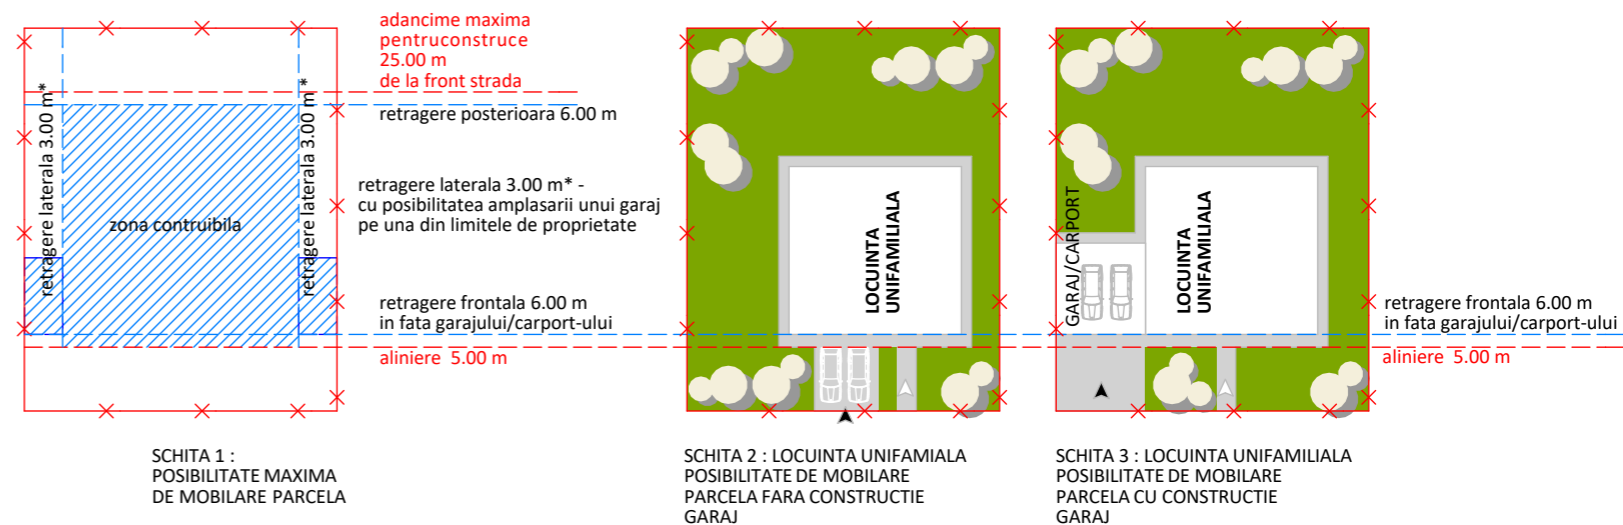 adancime maxima
pentruconstruce
25.00 m
de la front strada
retragere posterioara 6.00 m
retragere laterala 3.00 m*
retragere laterala 3.00 m*
zona contruibila
retragere laterala 3.00 m* -
cu posibilitatea amplasarii unui garaj
pe una din limitele de proprietate
retragere frontala 6.00 m
in fata garajului/carport-ului
aliniere 5.00 m
SCHITA 1 :
POSIBILITATE MAXIMA
DE MOBILARE PARCELA
LOCUINTA
UNIFAMILIALA
SCHITA 2 : LOCUINTA UNIFAMIALA
POSIBILITATE DE MOBILARE
PARCELA FARA CONSTRUCTIE
GARAJ
GARAJ/CARPORT
LOCUINTA
UNIFAMILIALA
retragere frontala 6.00 m
in fata garajului/carport-ului
aliniere 5.00 m
SCHITA 3 : LOCUINTA UNIFAMILIALA
POSIBILITATE DE MOBILARE
PARCELA CU CONSTRUCTIE
GARAJ